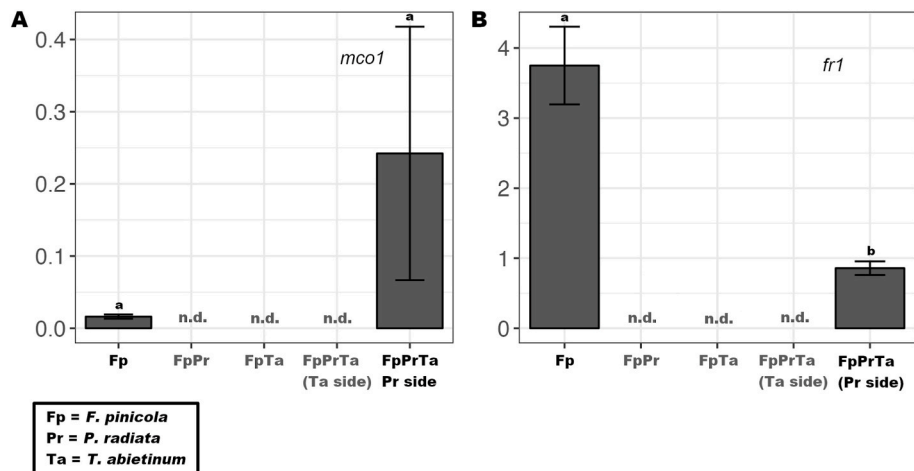 A
B
a
a
mco1
a
fr1
b
0.4
0.3
0.2
0.1
0.0
4
3
2
1
0
n.d. n.d. n.d.
n.d. n.d. n.d.
Fp FpPr FpTa FpPrTa FpPrTa
(Ta side) Pr side
Fp FpPr FpTa FpPrTa FpPrTa
(Ta side) (Pr side)
Fp = F. pinicola
Pr = P. radiata
Ta = T. abietinum